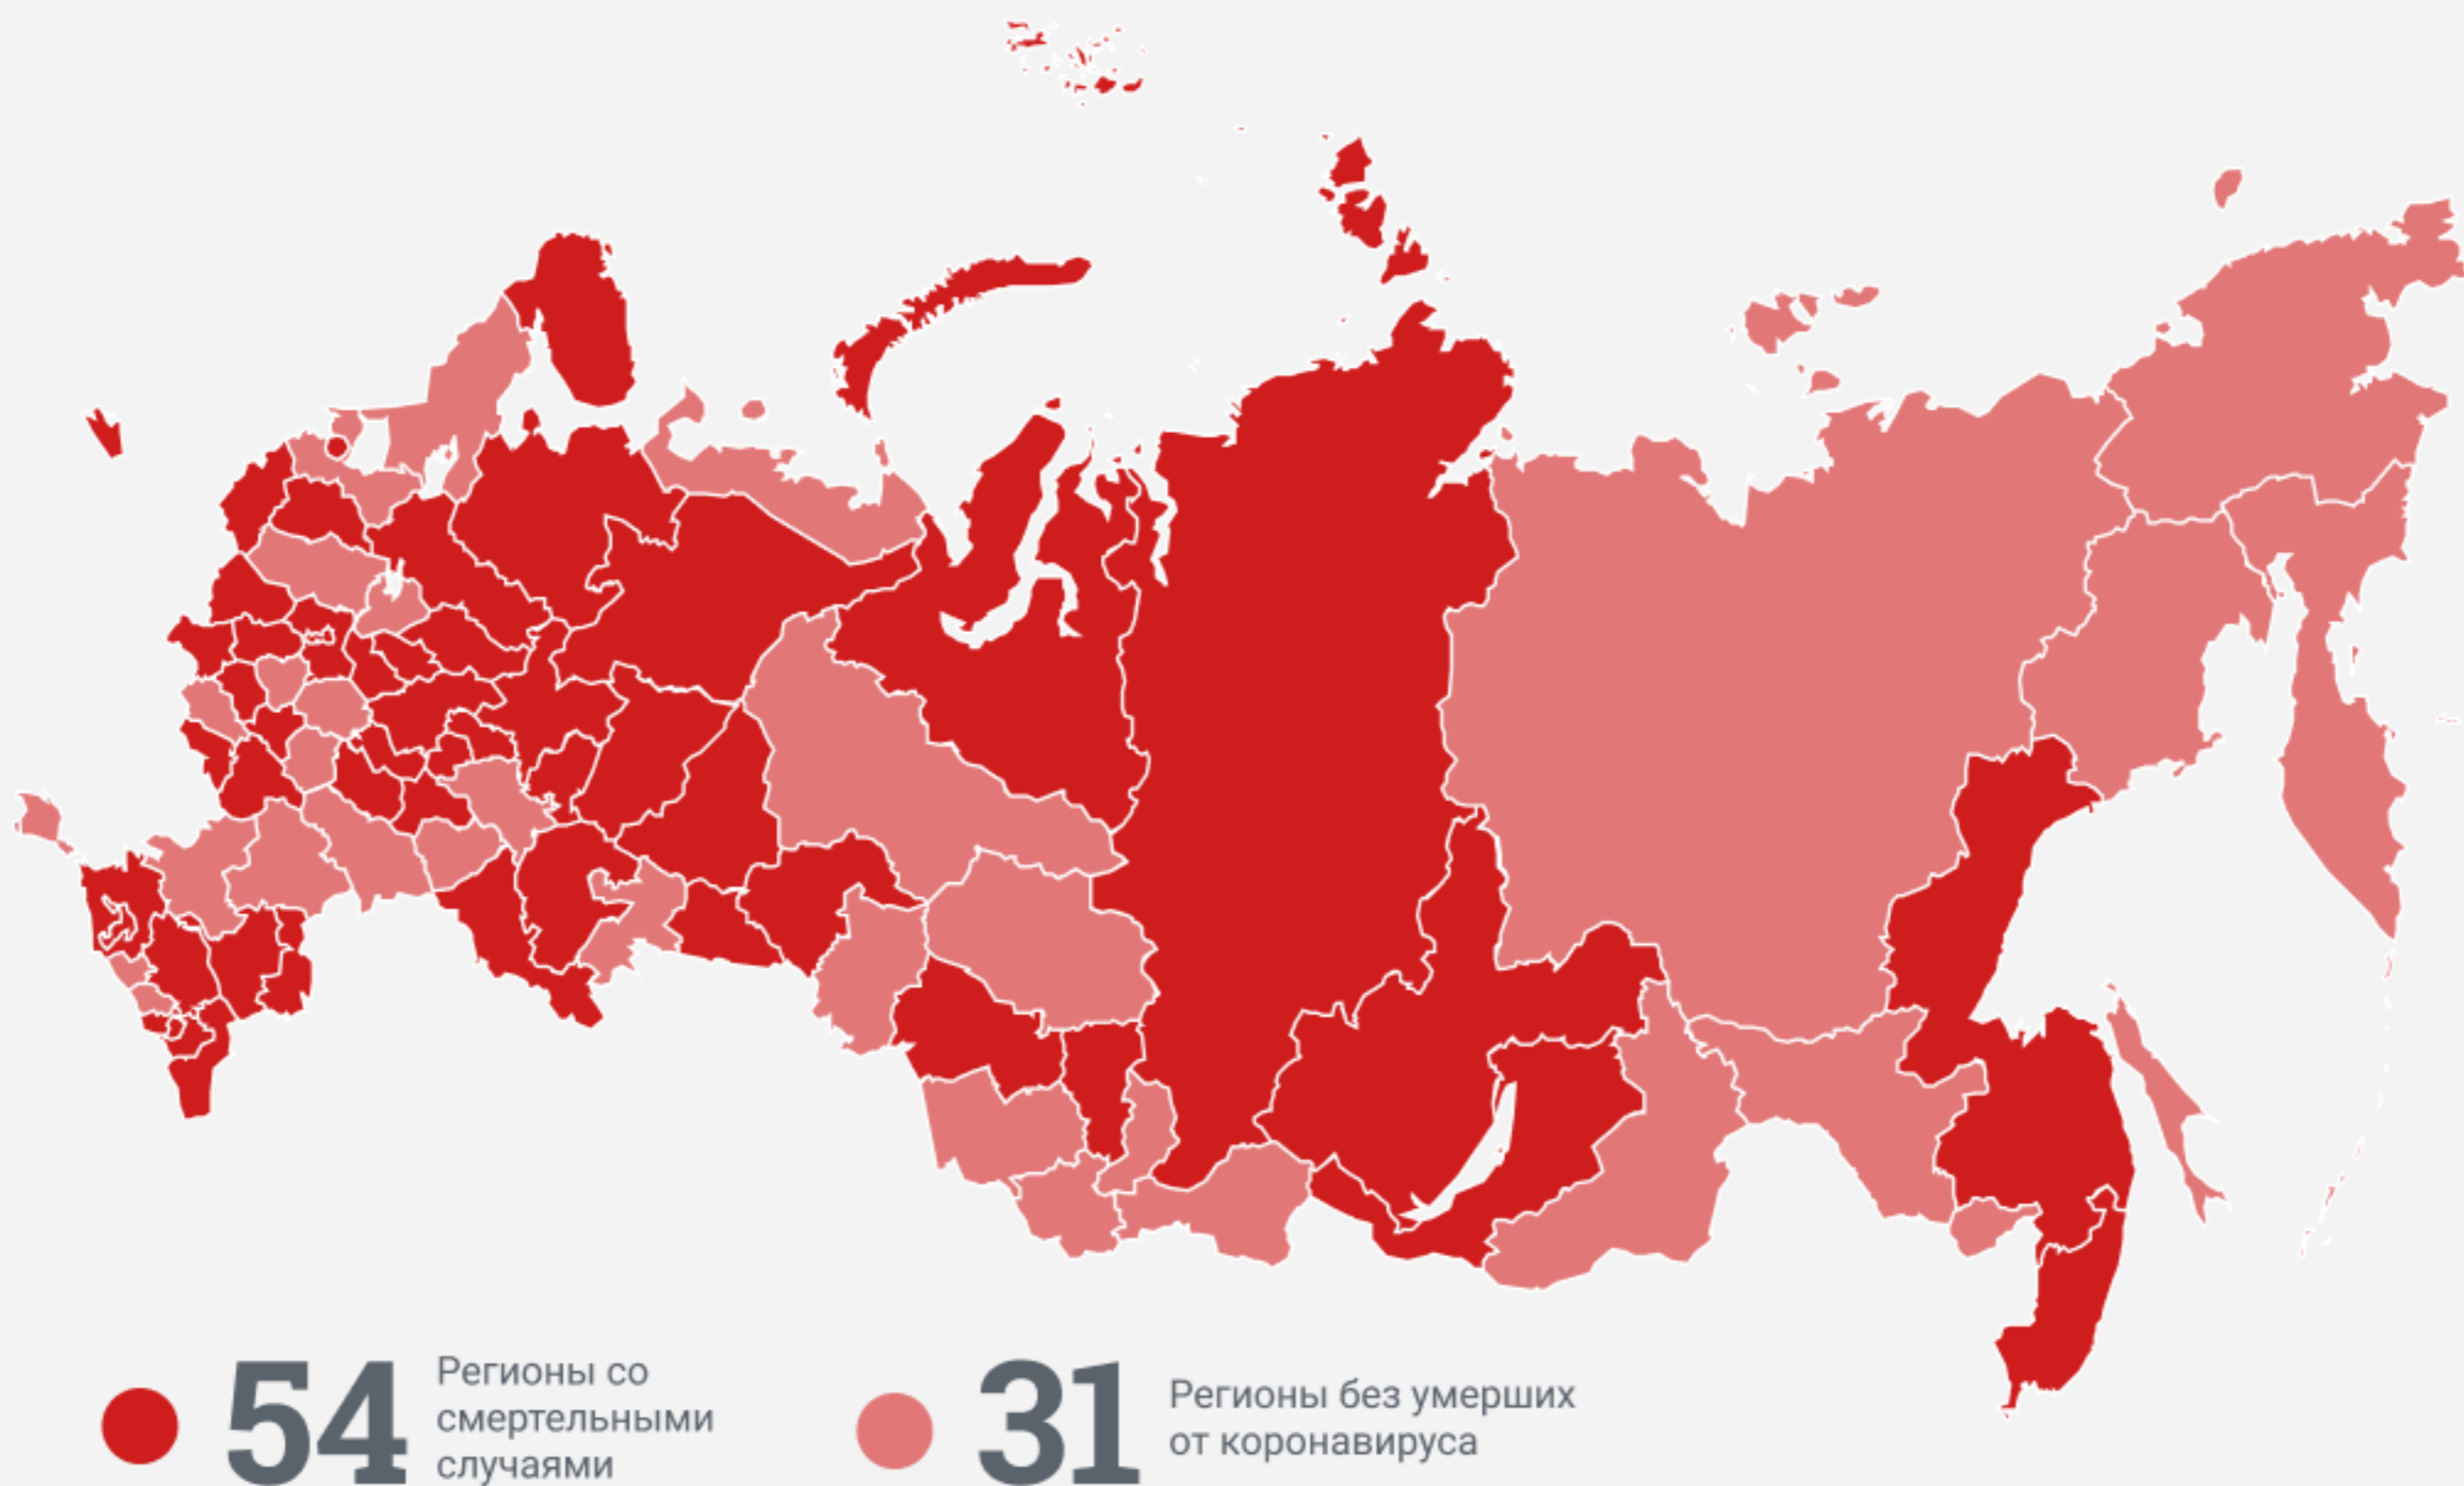 54
Регионы со
смертельными
случаями
31
Регионы без умерших
от коронавируса